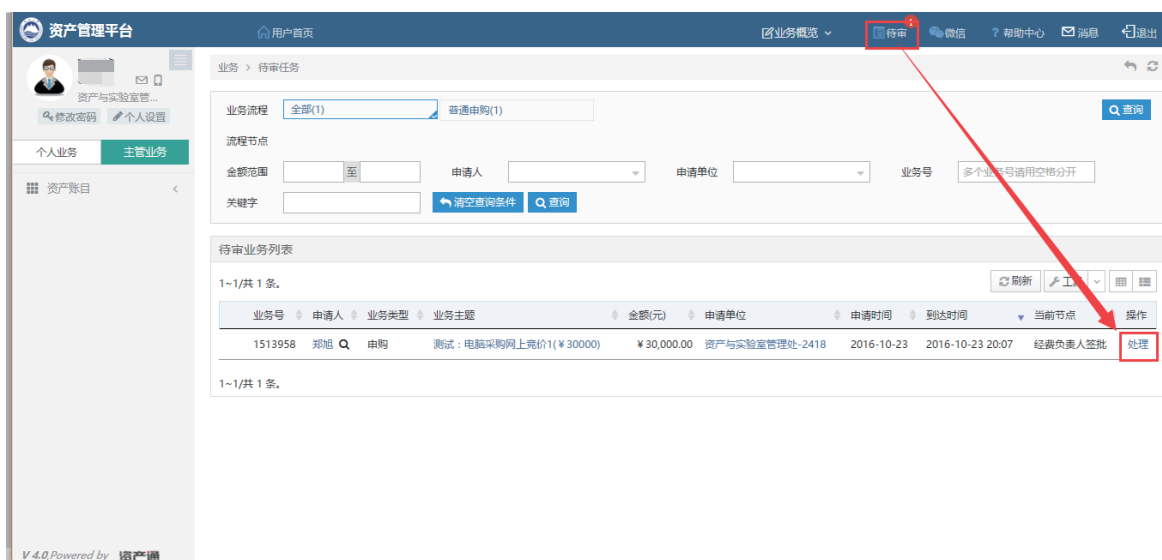 资产管理平台 用户首页 业务概览 待审 1 微信 ? 帮助中心 消息 退出
业务 > 待审任务
资产与实验室管...
修改密码 个人设置
个人业务 主管业务
资产账目
业务流程 全部(1) 普通申购(1) 查询
流程节点
金额范围 至 申请人 申请单位 业务号 多个业务号请用空格分开
关键字 清空查询条件 查询
待审业务列表
1~1/共 1 条。 刷新
业务号 申请人 业务类型 业务主题 金额(元) 申请单位 申请时间 到达时间 当前节点 操作
1513958 郑旭 申购 测试：电脑采购网上竞价1(¥30000) ¥30,000.00 资产与实验室管理处-2418 2016-10-23 2016-10-23 20:07 经费负责人签批 处理
1~1/共 1 条。
V 4.0,Powered by 资产通